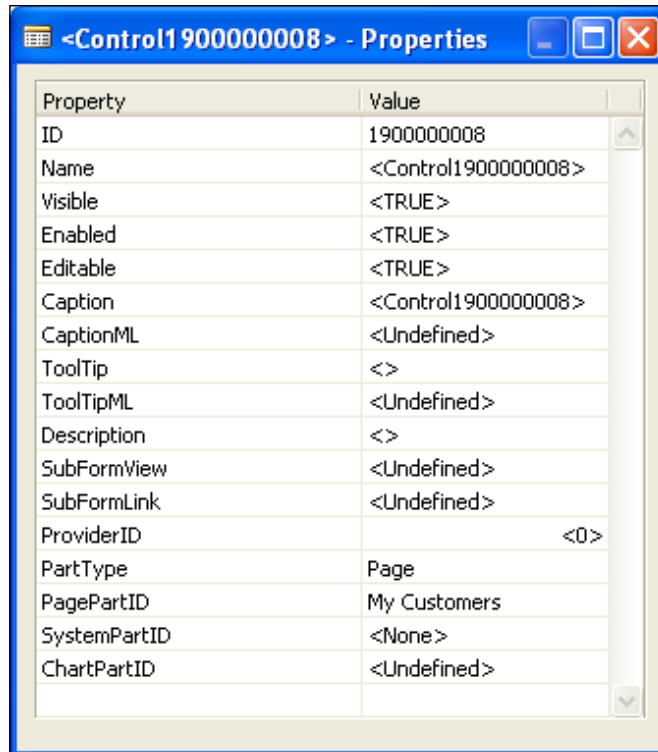 <Control1900000008> - Properties
Property Value
ID 1900000008
Name <Control1900000008>
Visible <TRUE>
Enabled <TRUE>
Editable <TRUE>
Caption <Control1900000008>
CaptionML <Undefined>
ToolTip <>
ToolTipML <Undefined>
Description <>
SubFormView <Undefined>
SubFormLink <Undefined>
ProviderID <0>
PartType Page
PagePartID My Customers
SystemPartID <None>
ChartPartID <Undefined>